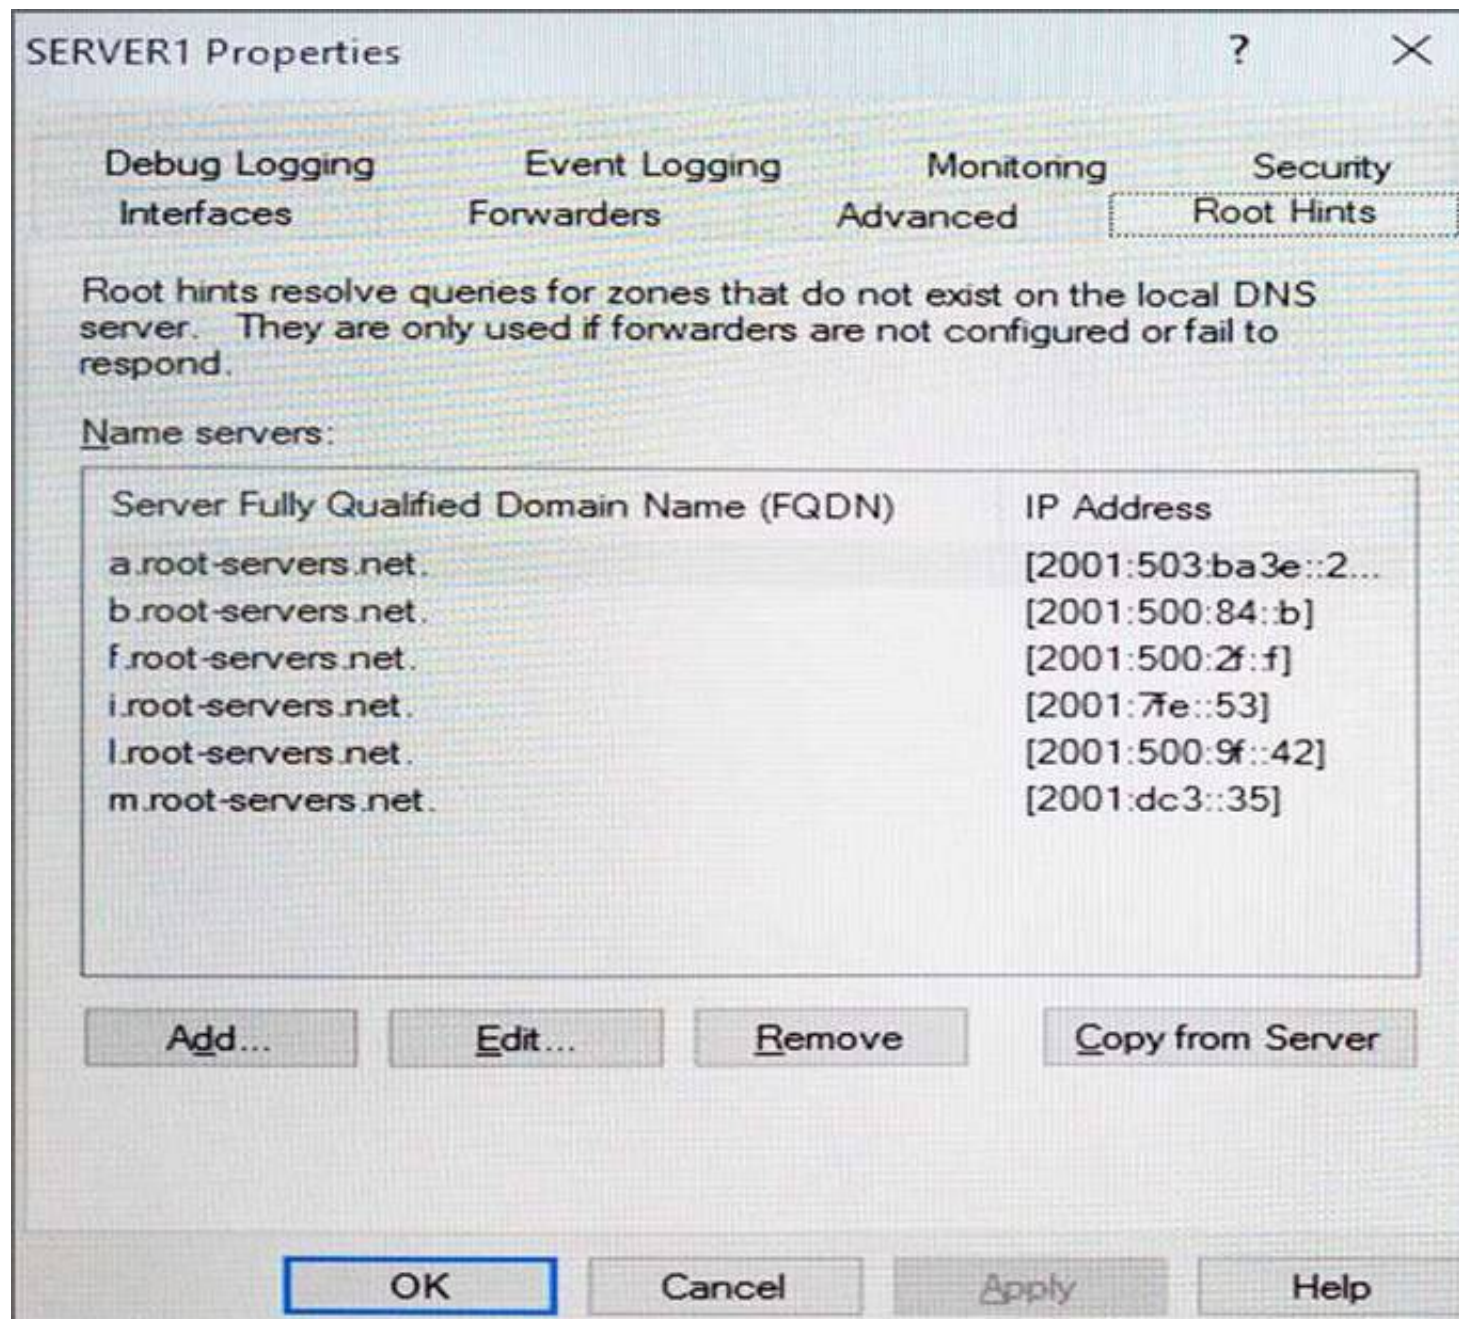 SERVER1 Properties ? ×
Debug Logging Event Logging Monitoring Security
Interfaces Forwarders Advanced Root Hints
Root hints resolve queries for zones that do not exist on the local DNS
server. They are only used if forwarders are not configured or fail to
respond.
Name servers:
Server Fully Qualified Domain Name (FQDN) IP Address
a.root-servers.net. [2001:503:ba3e::2...
b.root-servers.net. [2001:500:84::b]
f.root-servers.net. [2001:500:2f::f]
i.root-servers.net. [2001:7fe::53]
l.root-servers.net. [2001:500:9f::42]
m.root-servers.net. [2001:dc3::35]
Add... Edit... Remove Copy from Server
OK Cancel Apply Help